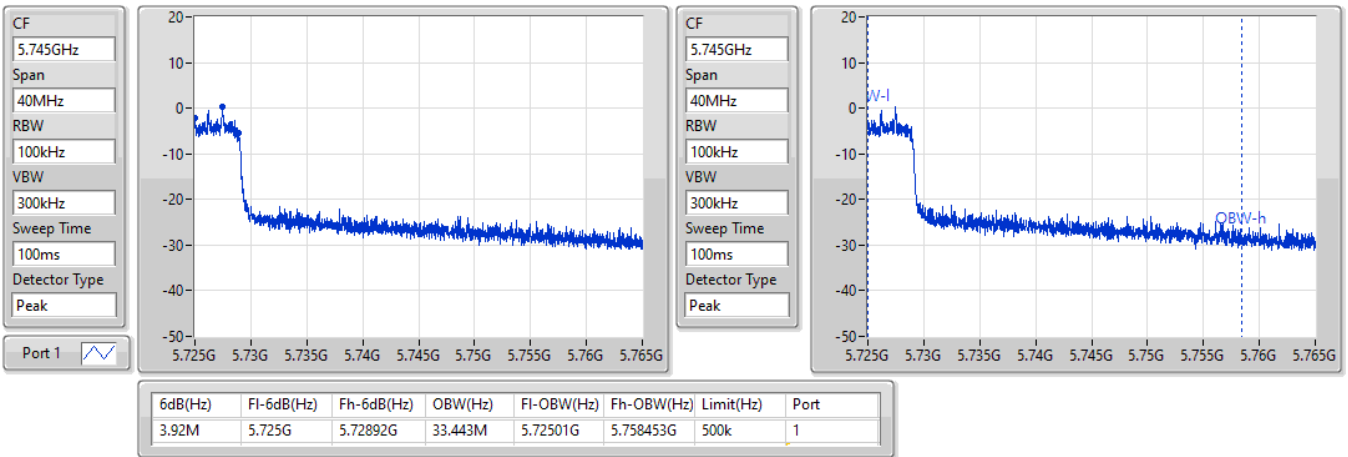 CF
5.745GHz
Span
40MHz
RBW
100kHz
VBW
300kHz
Sweep Time
100ms
Detector Type
Peak
Port 1
20
10
0
-10
-20
-30
-40
-50
5.725G 5.73G 5.735G 5.74G 5.745G 5.75G 5.755G 5.76G 5.765G
CF
5.745GHz
Span
40MHz
RBW
100kHz
VBW
300kHz
Sweep Time
100ms
Detector Type
Peak
20
10
0
-10
-20
-30
-40
-50
W-l
OBW-h
5.725G 5.73G 5.735G 5.74G 5.745G 5.75G 5.755G 5.76G 5.765G
6dB(Hz) Fl-6dB(Hz) Fh-6dB(Hz) OBW(Hz) Fl-OBW(Hz) Fh-OBW(Hz) Limit(Hz) Port
3.92M 5.725G 5.72892G 33.443M 5.72501G 5.758453G 500k 1